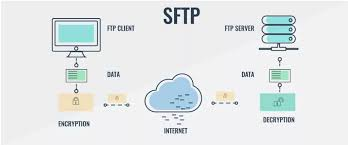 SFTP
FTP CLIENT
FTP SERVER
DATA
DATA
ENCRYPTION
INTERNET
DECRYPTION